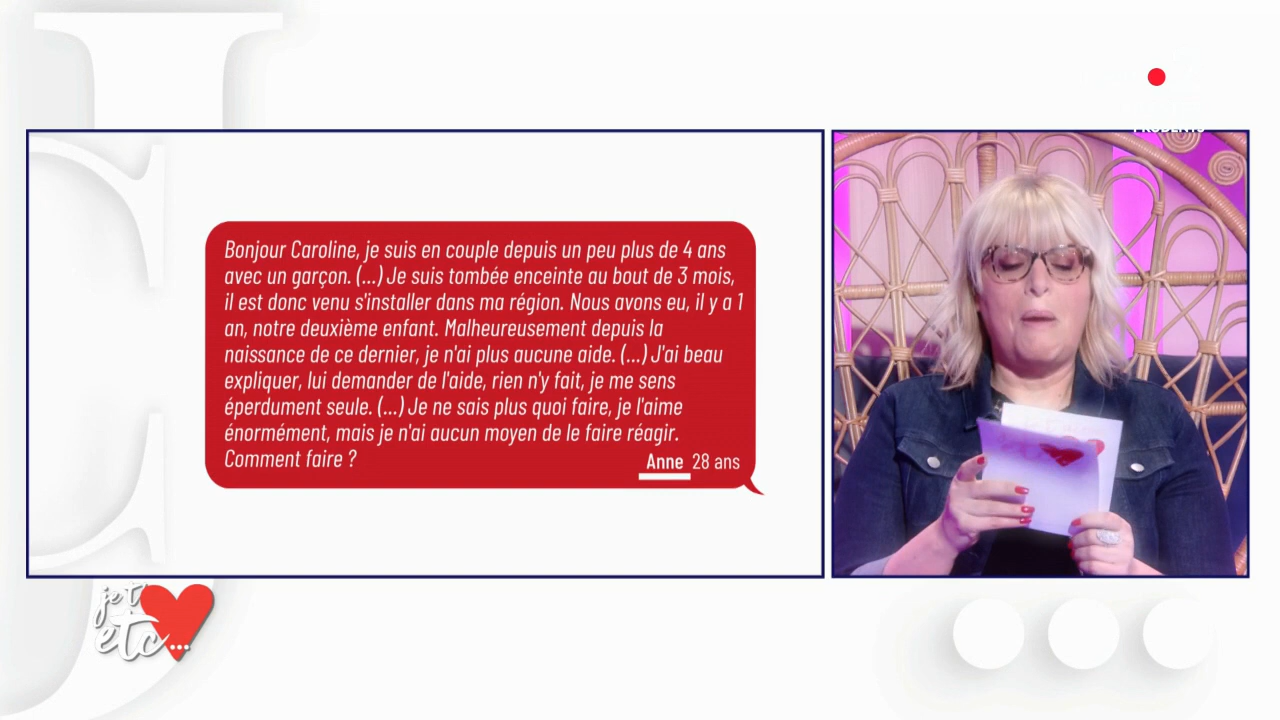 PRUDENTS
Bonjour Caroline, je suis en couple depuis un peu plus de 4 ans
avec un garçon. (...) Je suis tombée enceinte au bout de 3 mois,
il est donc venu s'installer dans ma région. Nous avons eu, il y a 1
an, notre deuxième enfant. Malheureusement depuis la
naissance de ce dernier, je n'ai plus aucune aide. (...) J'ai beau
expliquer, lui demander de l'aide, rien n'y fait, je me sens
éperdument seule. (...) Je ne sais plus quoi faire, je l'aime
énormément, mais je n'ai aucun moyen de le faire réagir.
Comment faire ?
Anne 28 ans
je t'
etc...